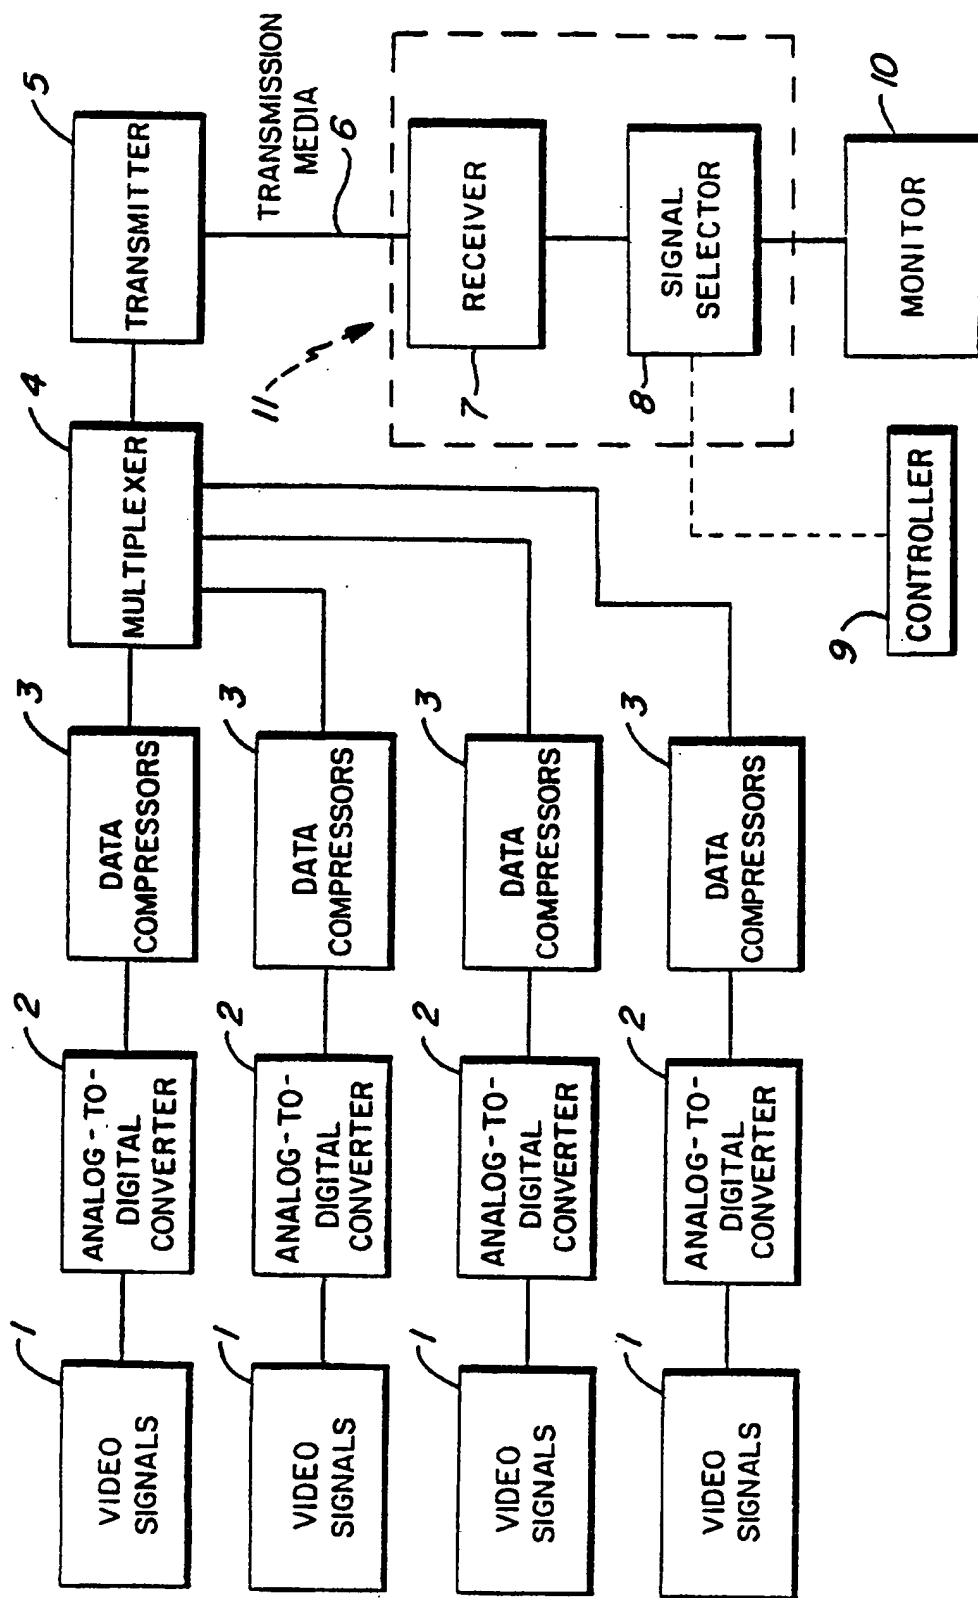 1
VIDEO
SIGNALS
2
ANALOG-TO-
DIGITAL
CONVERTER
3
DATA
COMPRESSORS
4
MULTIPLEXER
5
TRANSMITTER
1
VIDEO
SIGNALS
2
ANALOG-TO-
DIGITAL
CONVERTER
3
DATA
COMPRESSORS
1
VIDEO
SIGNALS
2
ANALOG-TO-
DIGITAL
CONVERTER
3
DATA
COMPRESSORS
1
VIDEO
SIGNALS
2
ANALOG-TO-
DIGITAL
CONVERTER
3
DATA
COMPRESSORS
TRANSMISSION
MEDIA
6
11
RECEIVER
7
SIGNAL
SELECTOR
8
9
CONTROLLER
10
MONITOR